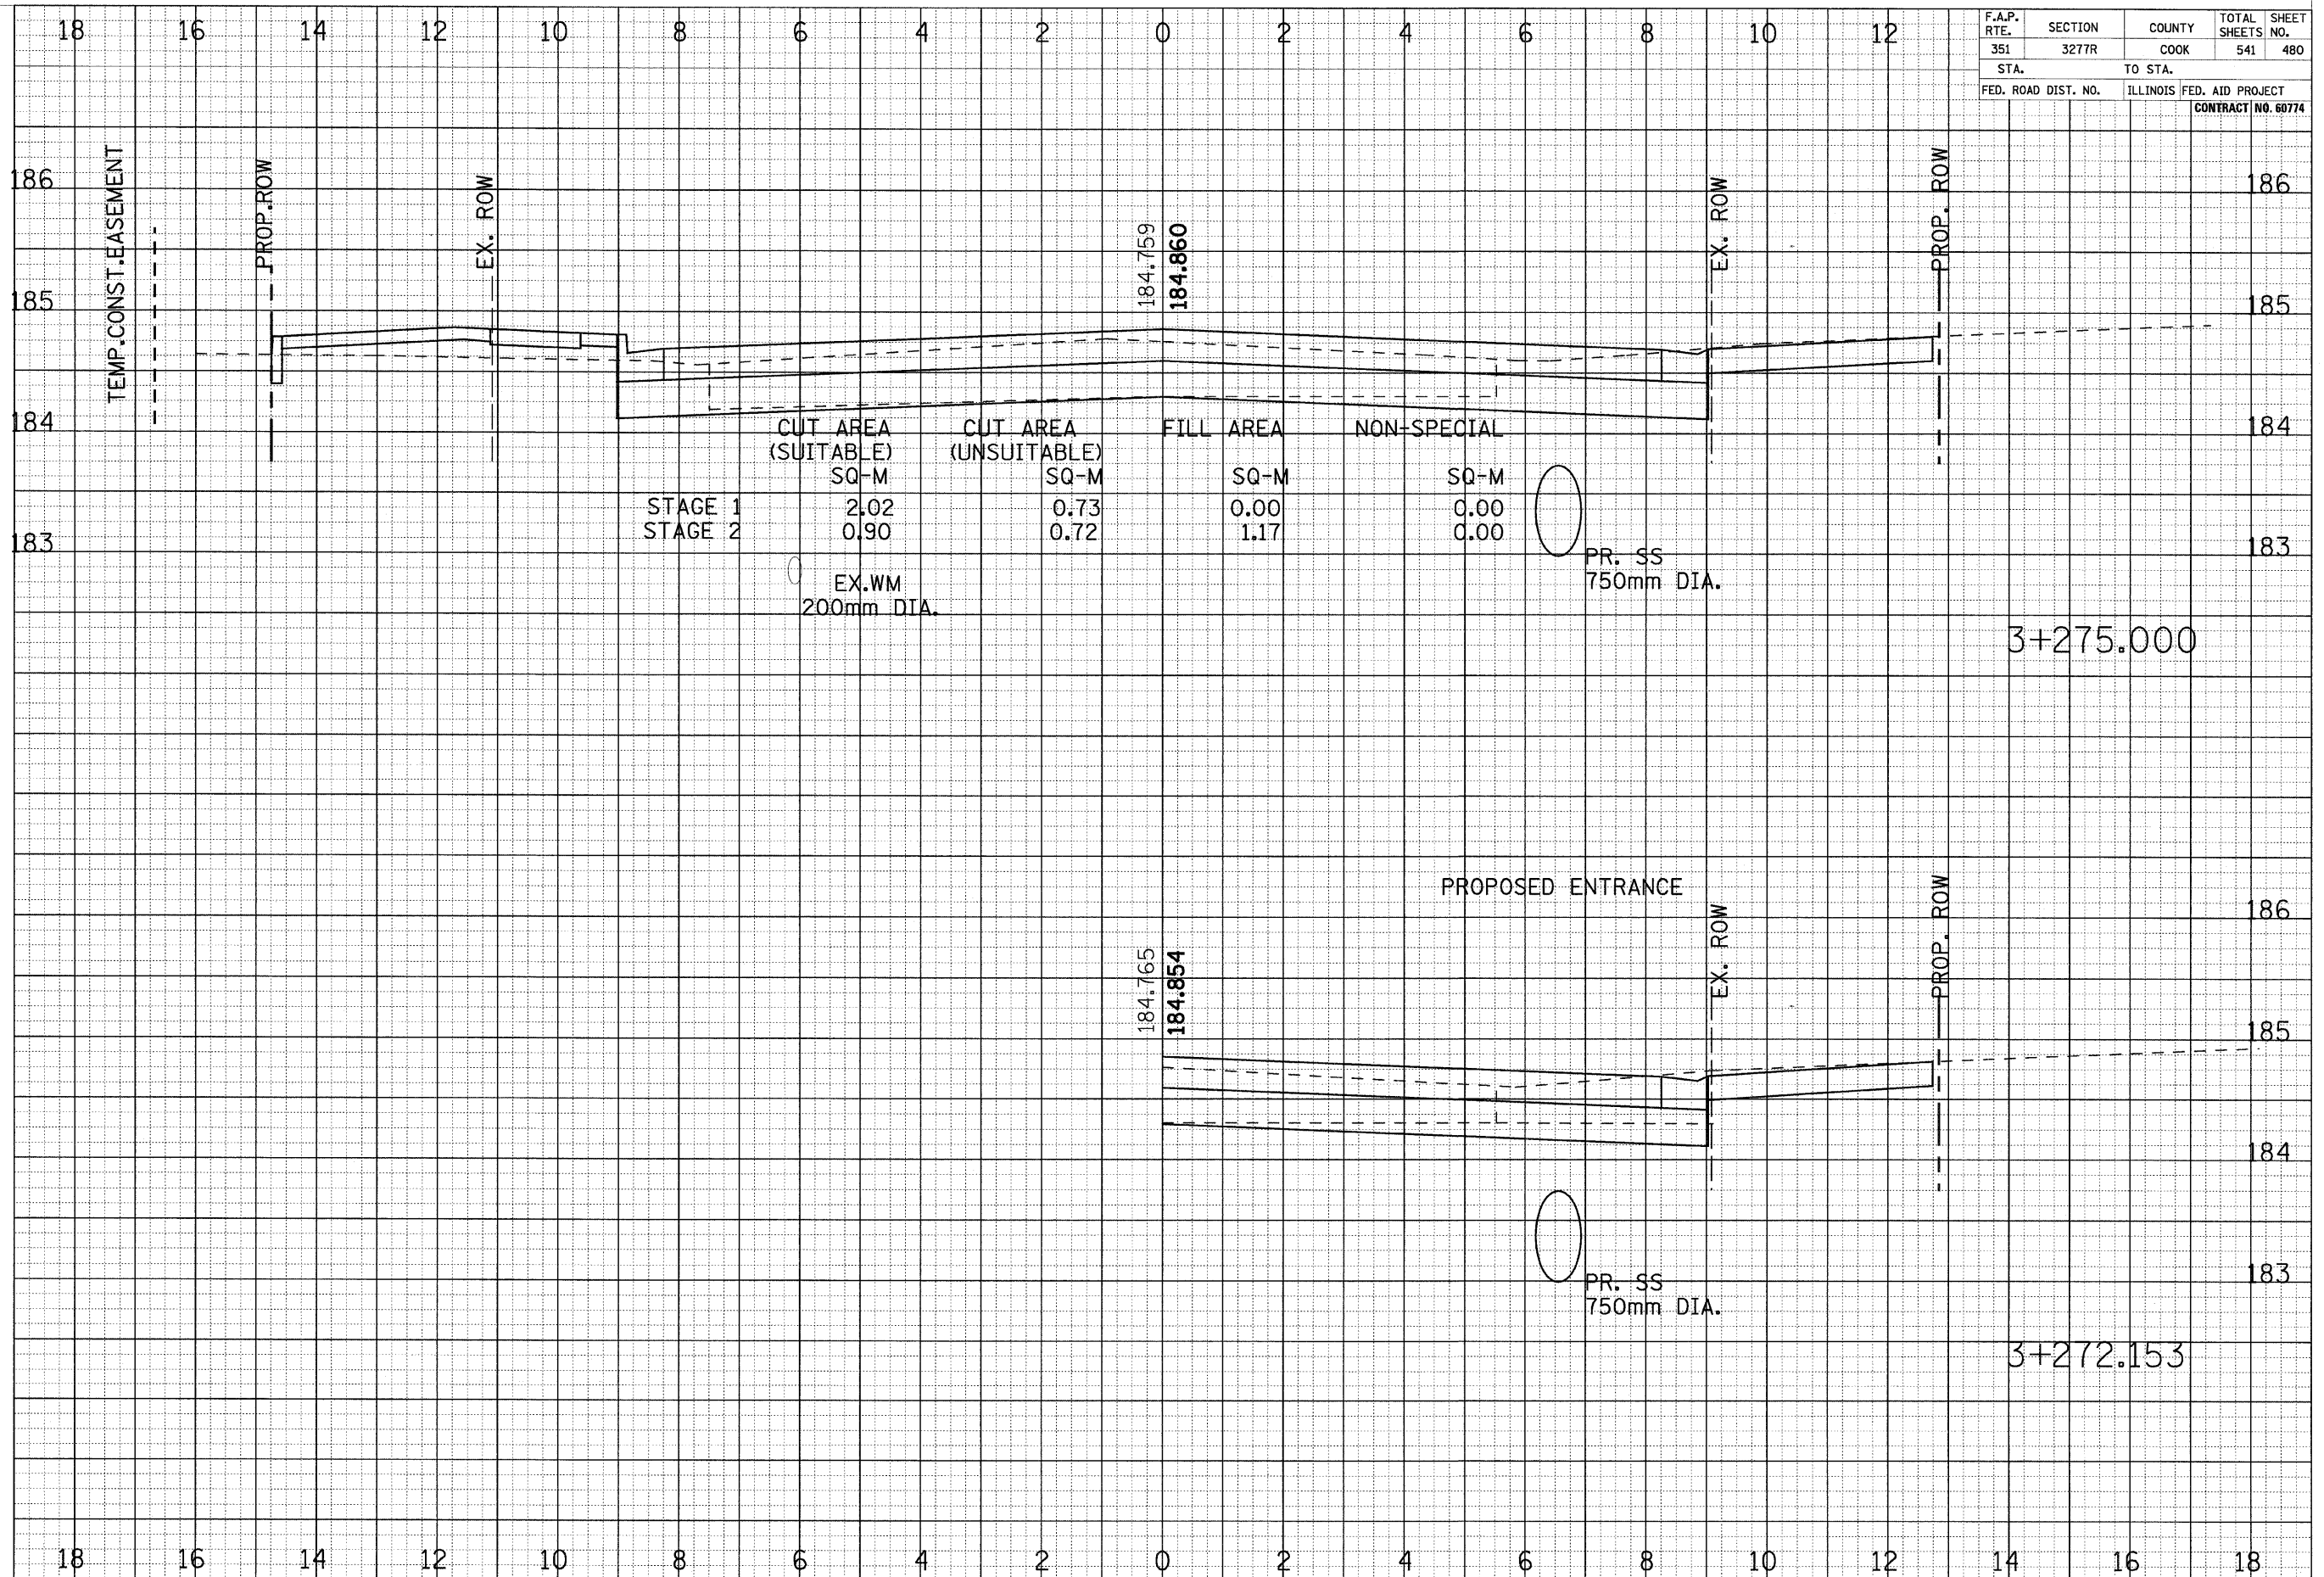 18 16 14 12 10 8 6 4 2 0 2 4 6 8 10 12
F.A.P. RTE. SECTION COUNTY TOTAL SHEETS SHEET NO.
351 3277R COOK 541 480
STA. TO STA.
FED. ROAD DIST. NO. ILLINOIS FED. AID PROJECT
CONTRACT NO. 60774
TEMP.CONST.EASEMENT
PROP.ROW
EX. ROW
184.759
184.860
EX. ROW
PROP. ROW
186 186
185 185
184 184
CUT AREA CUT AREA FILL AREA NON-SPECIAL
(SUITABLE) (UNSUITABLE)
SQ-M SQ-M SQ-M SQ-M
STAGE 1 2.02 0.73 0.00 0.00
STAGE 2 0.90 0.72 1.17 0.00
183 183
PR. SS
750mm DIA.
EX.WM
200mm DIA.
3+275.000
PROPOSED ENTRANCE
184.765
184.854
EX. ROW
PROP. ROW
186
185
184
183
PR. SS
750mm DIA.
3+272.153
18 16 14 12 10 8 6 4 2 0 2 4 6 8 10 12 14 16 18